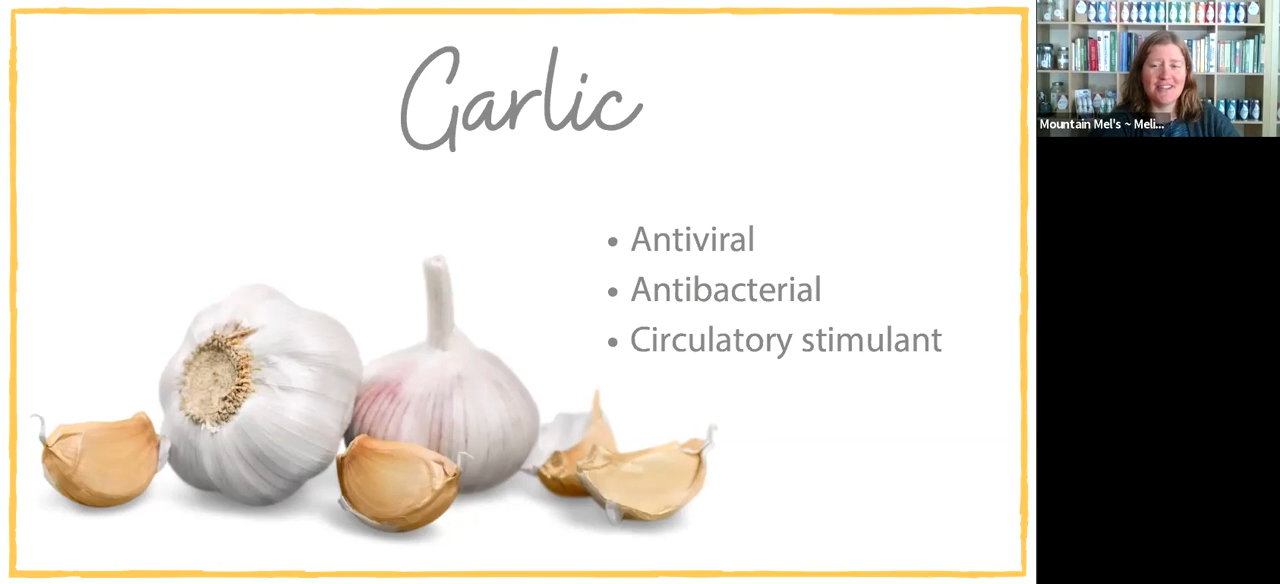 Garlic
• Antiviral
• Antibacterial
• Circulatory stimulant
Mountain Mel's ~ Meli...